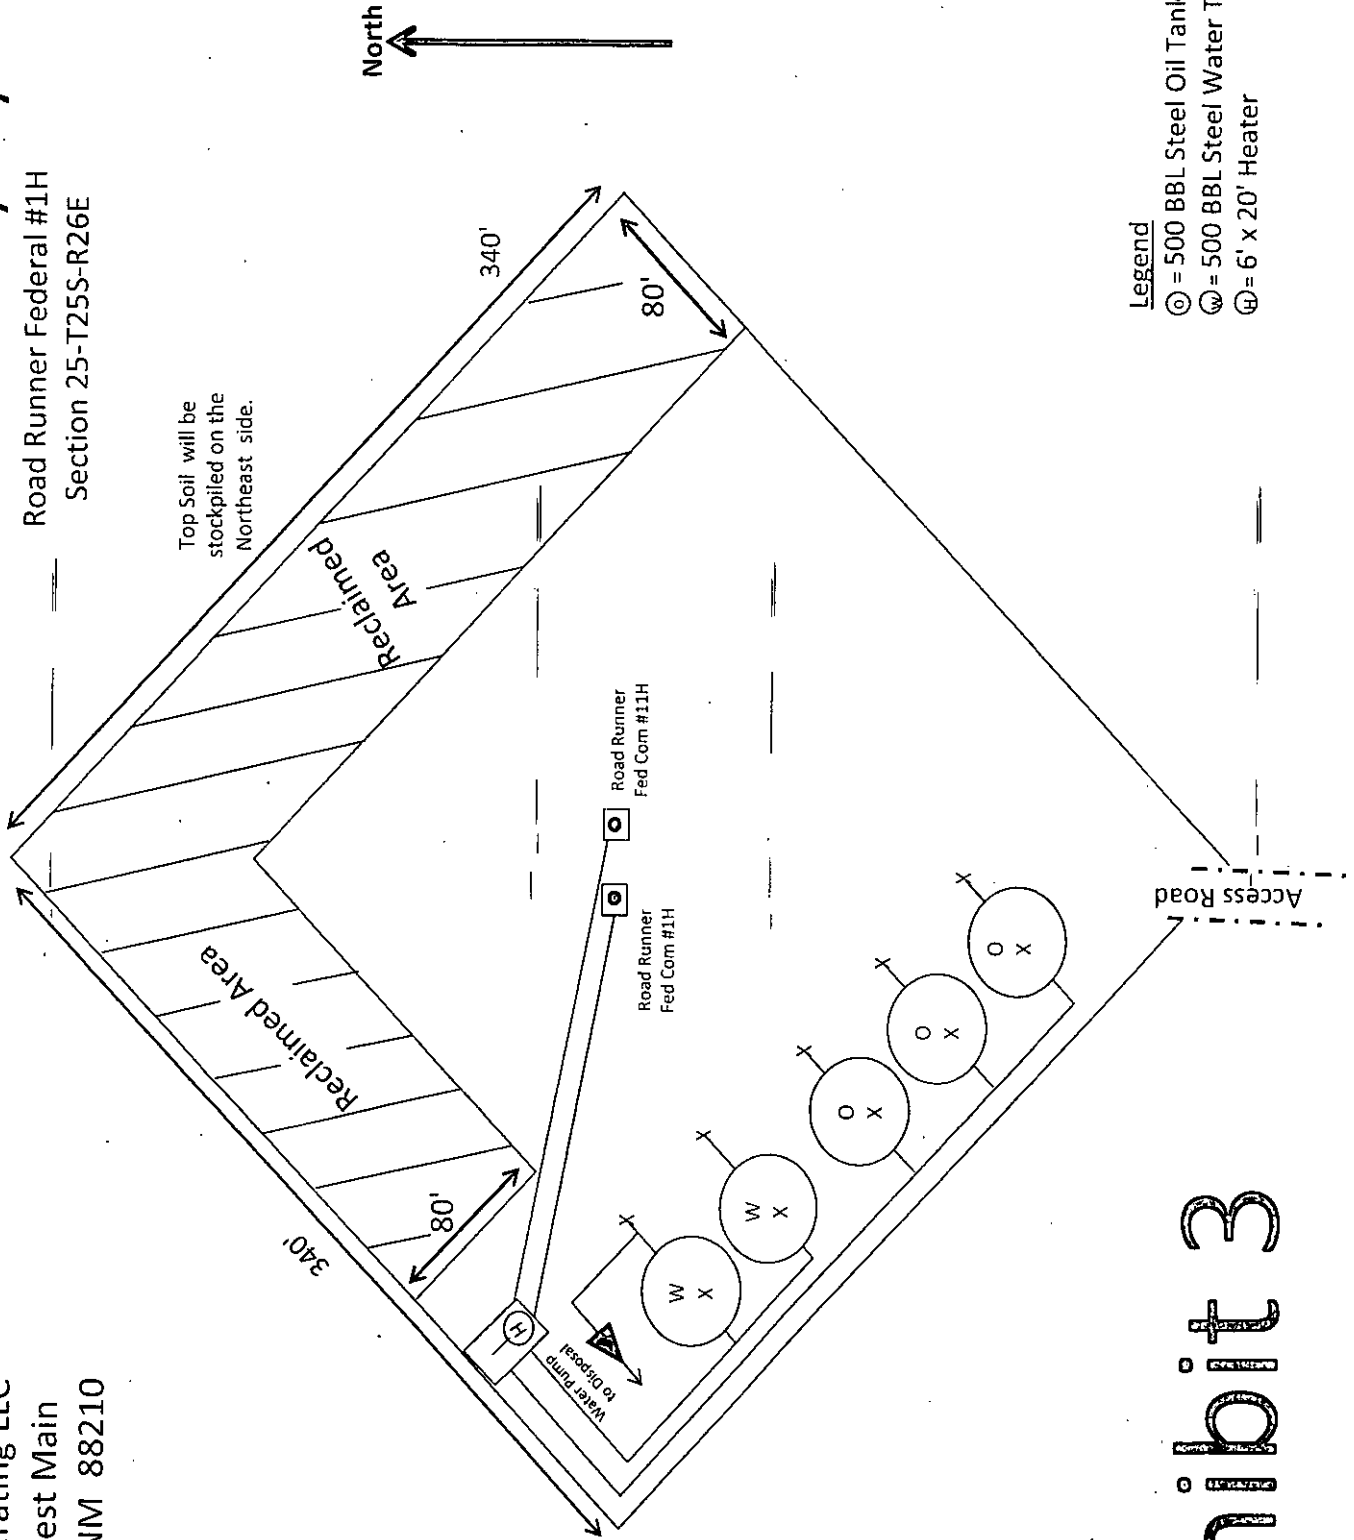 Road Runner Federal #1H
Section 25-T25S-R26E
North
Top Soil will be
stockpiled on the
Northeast side.
340'
80'
Reclaimed
Area
Reclaimed Area
340'
80'
Road Runner
Fed Com #11H
Road Runner
Fed Com #1H
H
Water Pump
to Disposal
W
X
X
W
X
X
O
X
X
O
X
X
O
X
X
Access Road
Legend
O = 500 BBL Steel Oil
W = 500 BBL Steel Water
H = 6' x 20' Heater
LLC
Main
NM 88210
3